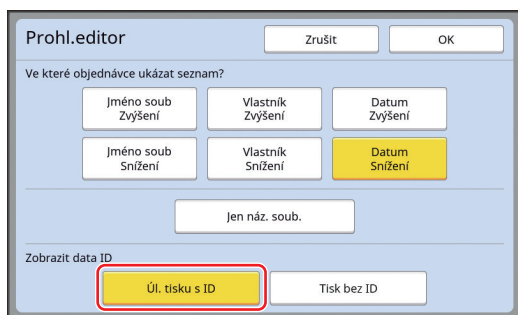 Prohl.editor
Zrušit
OK
Ve které objednávce ukázat seznam?
Jméno soub
Zvýšení
Vlastník
Zvýšení
Datum
Zvýšení
Jméno soub
Snížení
Vlastník
Snížení
Datum
Snížení
Jen náz. soub.
Zobrazit data ID
Úl. tisku s ID
Tisk bez ID